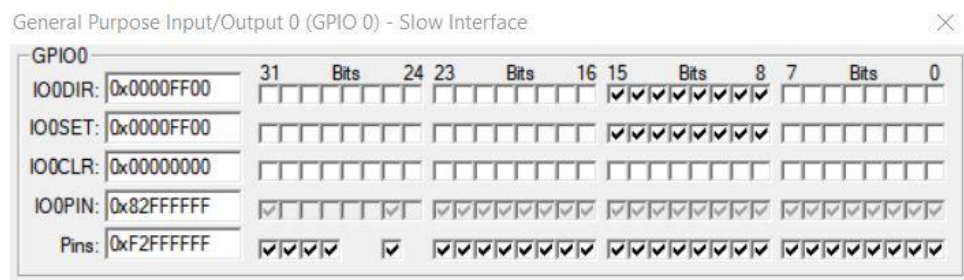 General Purpose Input/Output 0 (GPIO 0) - Slow Interface
GPIO0
31 Bits 24 23 Bits 16 15 Bits 8 7 Bits 0
IO0DIR: 0x0000FF00
IO0SET: 0x0000FF00
IO0CLR: 0x00000000
IO0PIN: 0x82FFFFFF
Pins: 0xF2FFFFFF